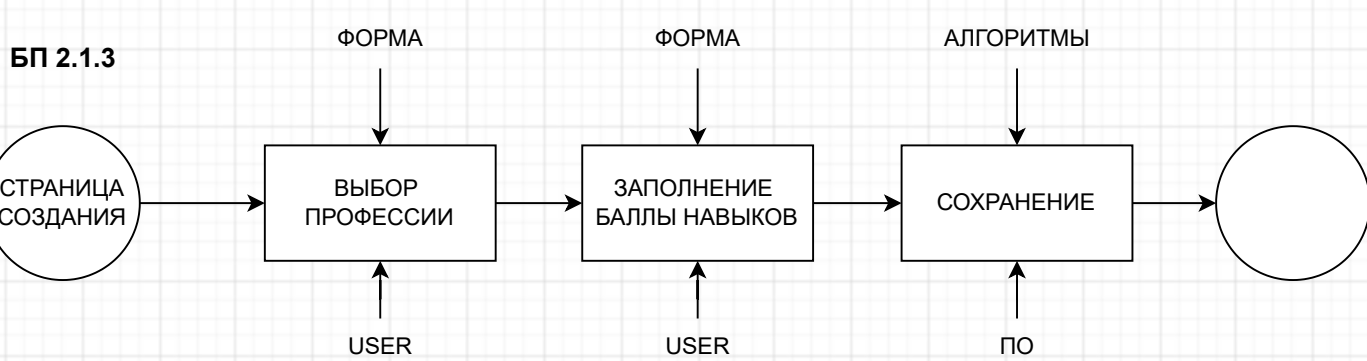 БП 2.1.3
ФОРМА
ФОРМА
АЛГОРИТМЫ
СТРАНИЦА
СОЗДАНИЯ
ВЫБОР
ПРОФЕССИИ
ЗАПОЛНЕНИЕ
БАЛЛЫ НАВЫКОВ
СОХРАНЕНИЕ
USER
USER
ПО